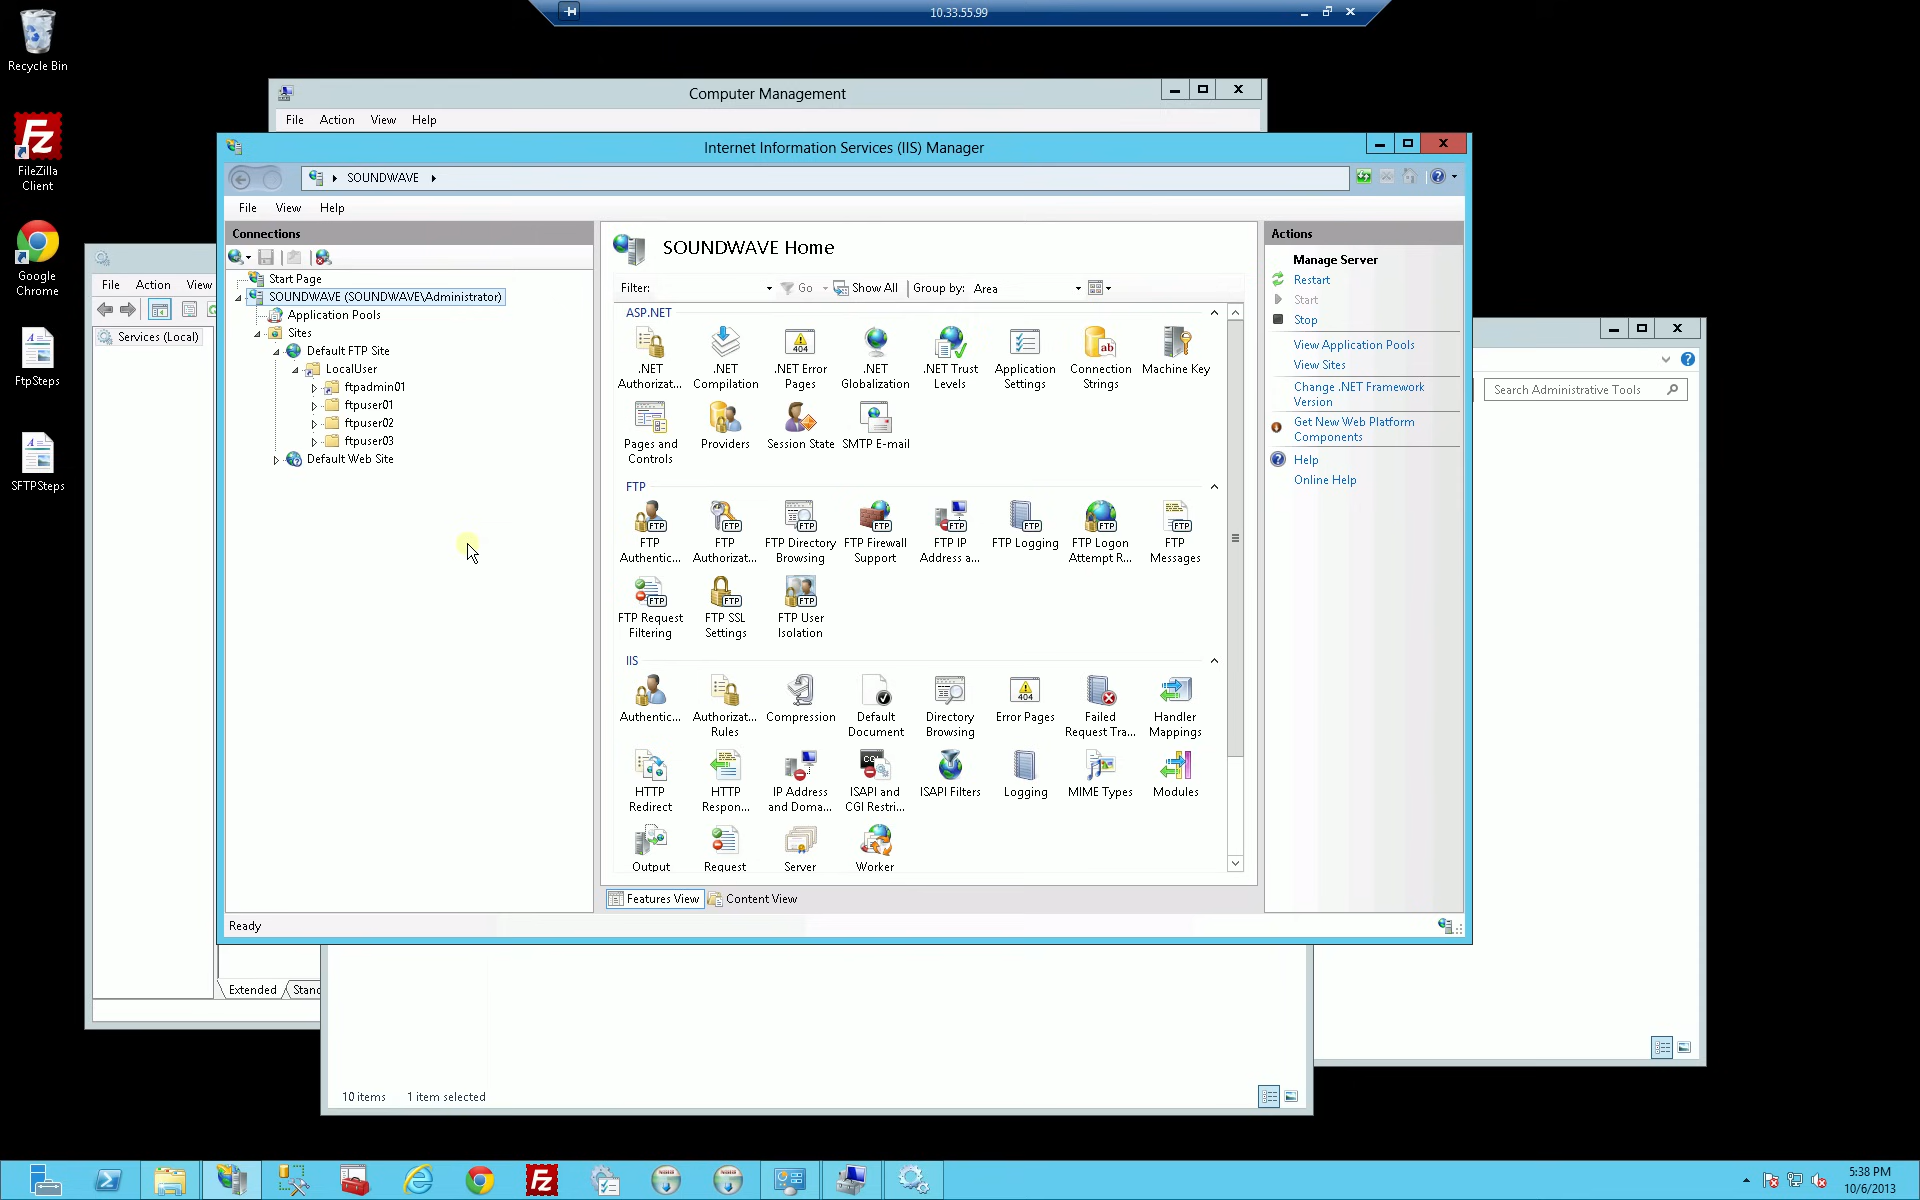 10.33.55.99
Recycle Bin
FileZilla
Client
Google
Chrome
FtpSteps
SFTPSteps
Computer Management
File Action View Help
Internet Information Services (IIS) Manager
SOUNDWAVE
File View Help
Connections
Start Page
SOUNDWAVE (SOUNDWAVE\Administrator)
Application Pools
Sites
Default FTP Site
LocalUser
ftpadmin01
ftpuser01
ftpuser02
ftpuser03
Default Web Site
SOUNDWAVE Home
Filter: Go Show All Group by: Area
ASP.NET
.NET Authorizat...
.NET Compilation
.NET Error Pages
.NET Globalization
.NET Trust Levels
Application Settings
Connection Strings
Machine Key
Pages and Controls
Providers
Session State
SMTP E-mail
FTP
FTP Authentic...
FTP Authorizat...
FTP Directory Browsing
FTP Firewall Support
FTP IP Address a...
FTP Logging
FTP Logon Attempt R...
FTP Messages
FTP Request Filtering
FTP SSL Settings
FTP User Isolation
IIS
Authentic...
Authorizat... Rules
Compression
Default Document
Directory Browsing
Error Pages
Failed Request Tra...
Handler Mappings
HTTP Redirect
HTTP Respon...
IP Address and Doma...
ISAPI and CGI Restri...
ISAPI Filters
Logging
MIME Types
Modules
Output
Request
Server
Worker
Features View Content View
Ready
Actions
Manage Server
Restart
Start
Stop
View Application Pools
View Sites
Change .NET Framework
Version
Get New Web Platform
Components
Help
Online Help
File Action View
Services (Local)
Extended
Search Administrative Tools
10 items 1 item selected
5:38 PM
10/6/2013